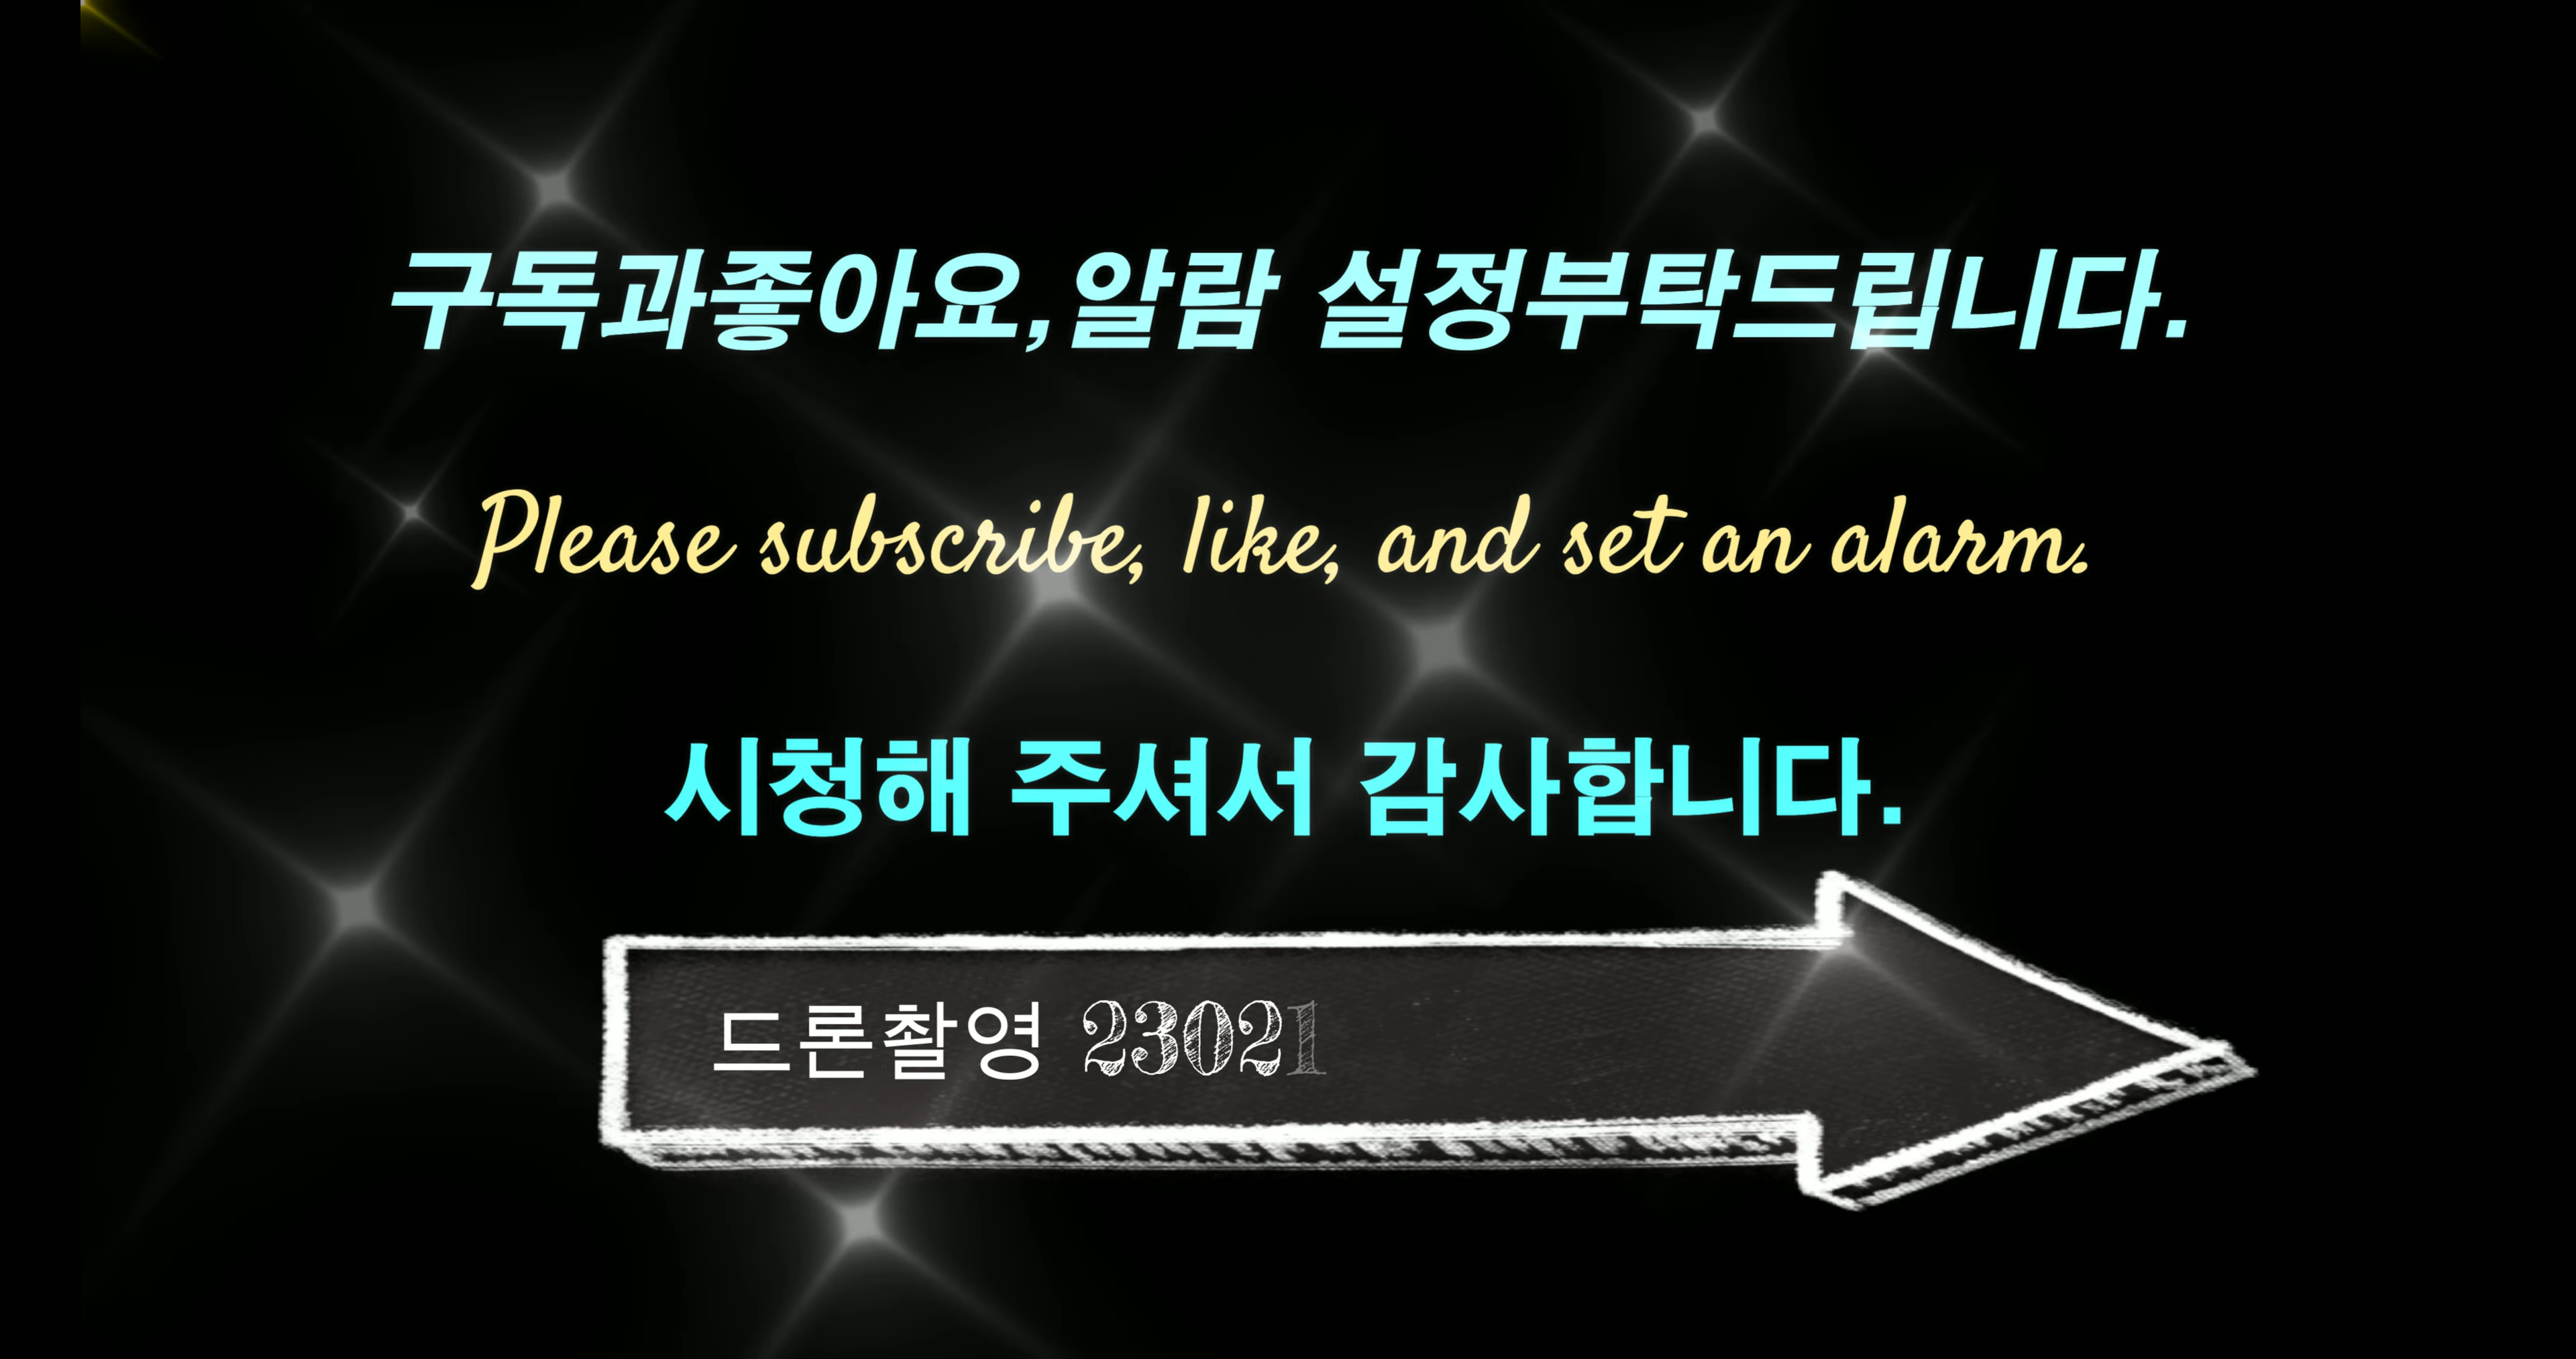 구독과좋아요,알람 설정부탁드립니다.
Please subscribe, like, and set an alarm.
시청해 주셔서 감사합니다.
드론촬영 23021